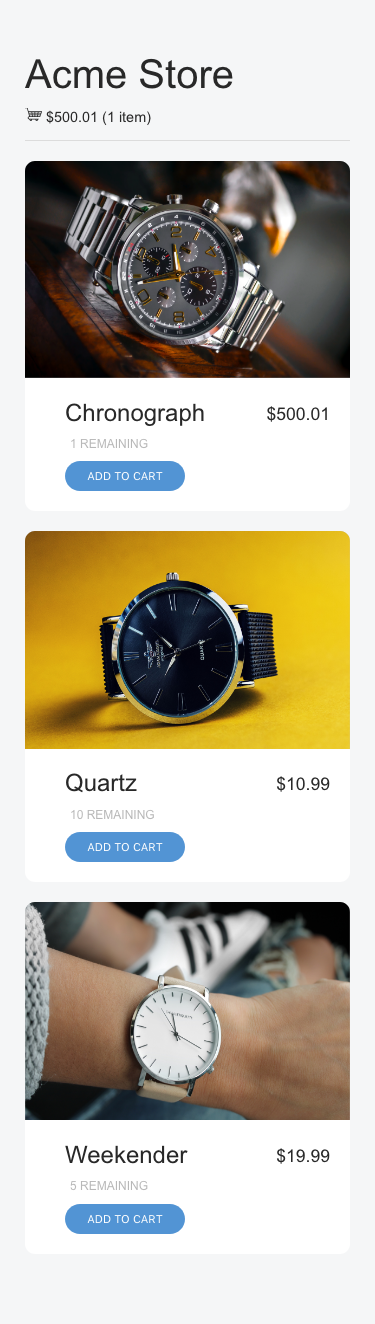 Acme Store
$500.01 (1 item)
Chronograph
$500.01
1 REMAINING
ADD TO CART
QUARTZ
Quartz
$10.99
10 REMAINING
ADD TO CART
Weekender
$19.99
5 REMAINING
ADD TO CART